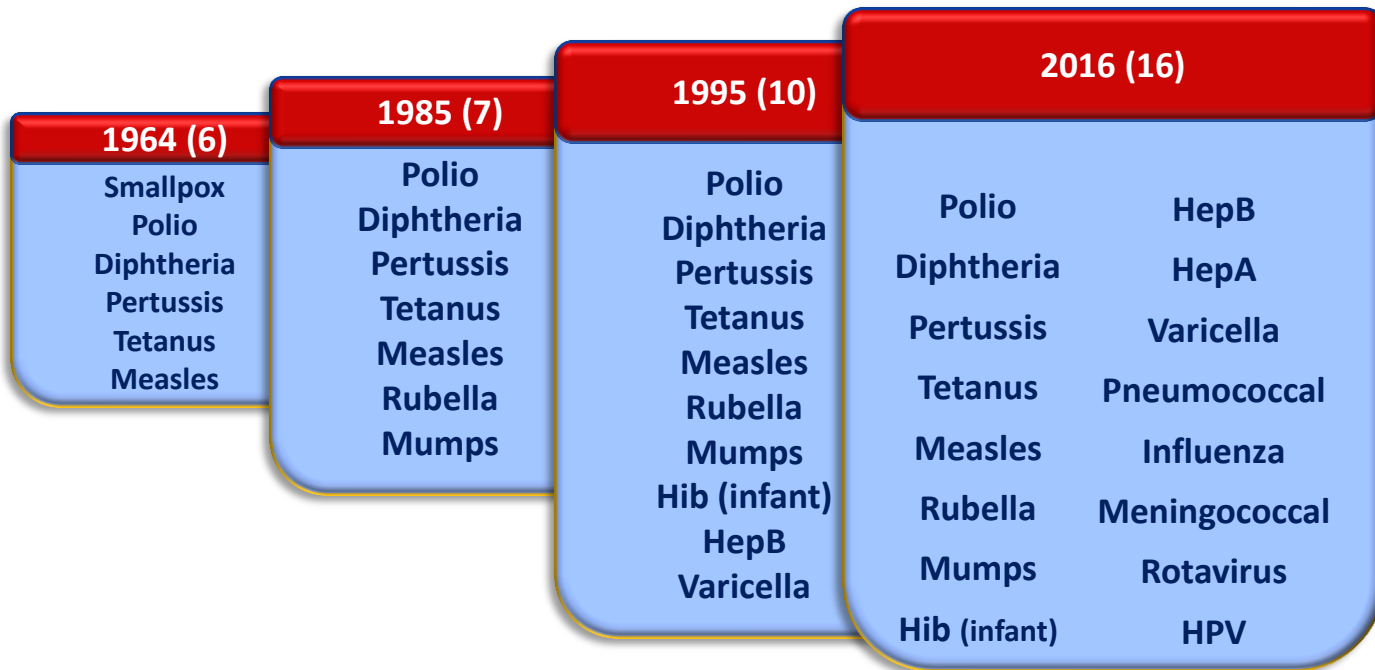 1964 (6)
Smallpox
Polio
Diphtheria
Pertussis
Tetanus
Measles
1985 (7)
Polio
Diphtheria
Pertussis
Tetanus
Measles
Rubella
Mumps
1995 (10)
Polio
Diphtheria
Pertussis
Tetanus
Measles
Rubella
Mumps
Hib (infant)
HepB
Varicella
2016 (16)
Polio
Diphtheria
Pertussis
Tetanus
Measles
Rubella
Mumps
Hib (infant)
HepB
HepA
Varicella
Pneumococcal
Influenza
Meningococcal
Rotavirus
HPV